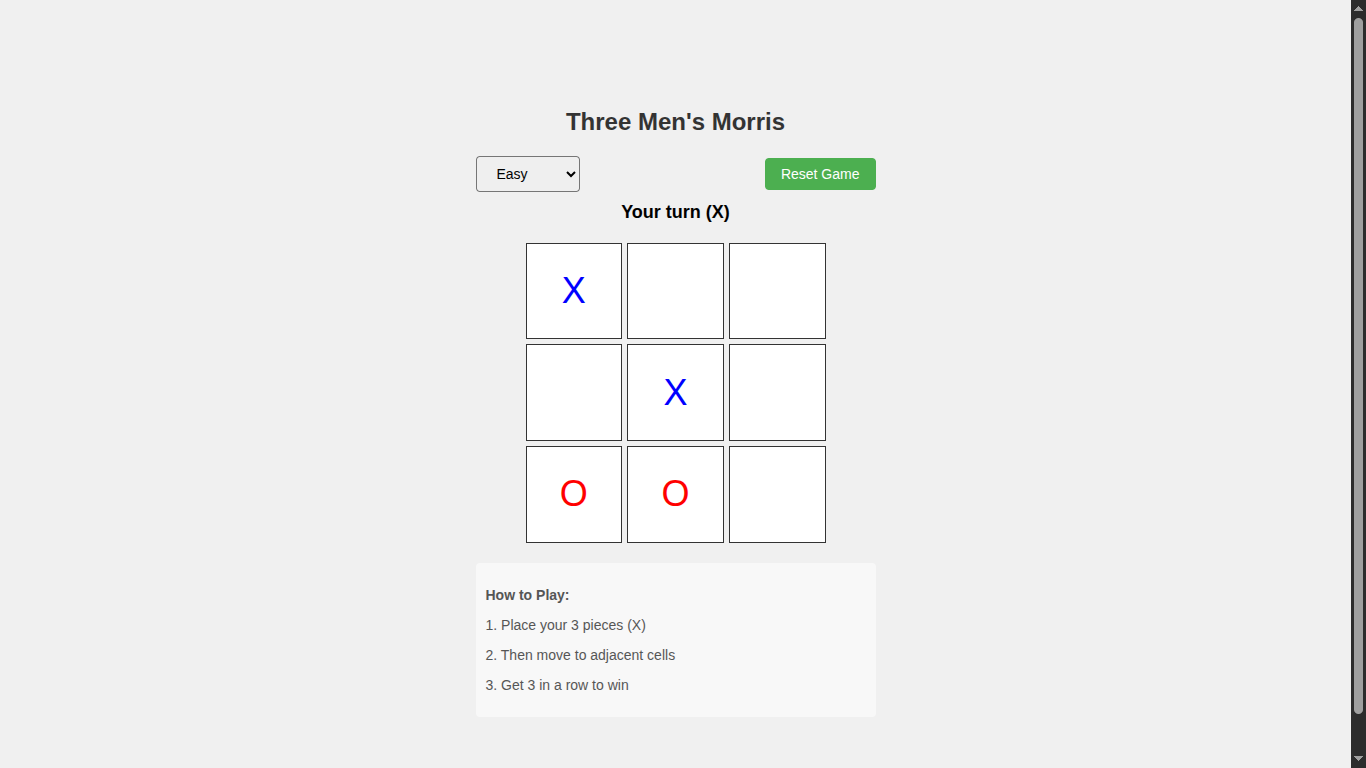 Three Men's Morris
Easy
Reset Game
Your turn (X)
X
X
O O
How to Play:
1. Place your 3 pieces (X)
2. Then move to adjacent cells
3. Get 3 in a row to win